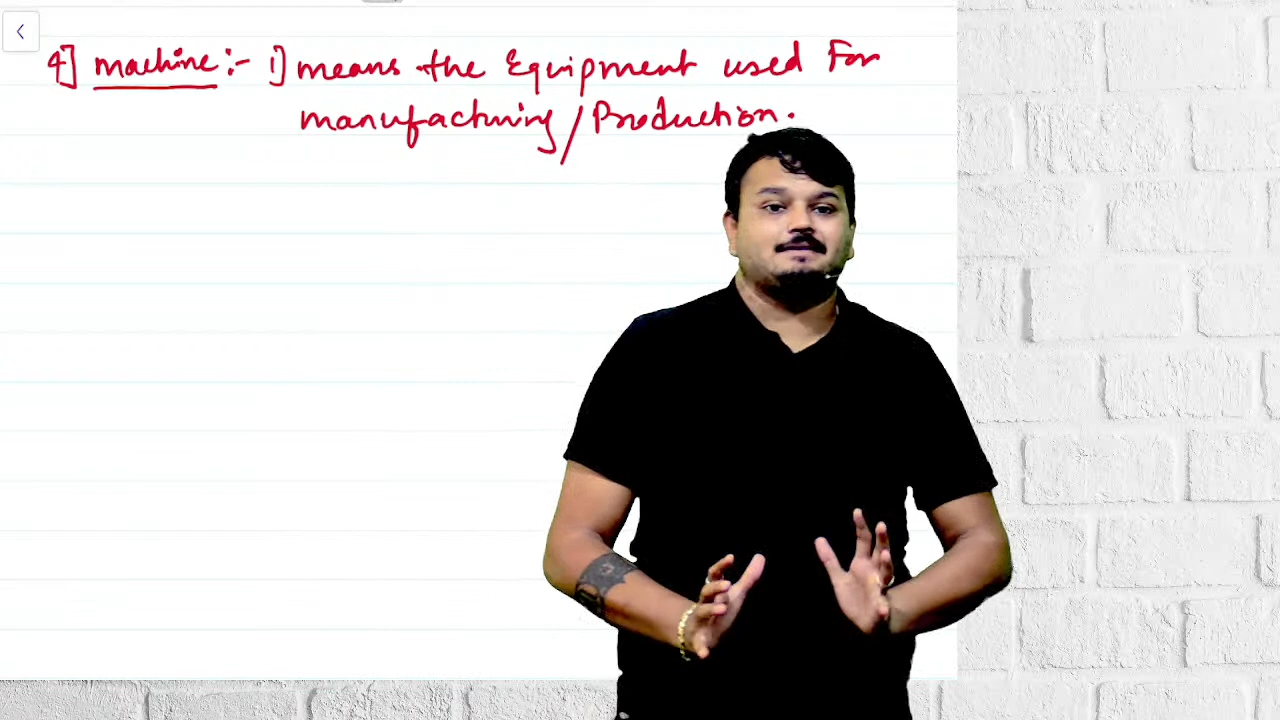 4] machine :- 1] means the Equipment used For
manufacturing/Production.